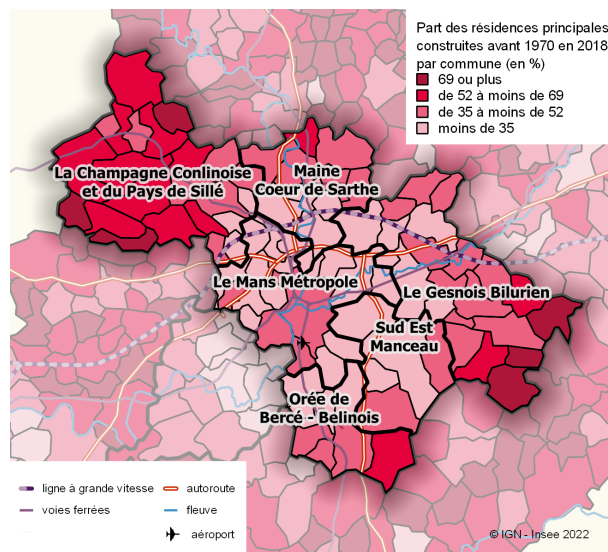 Part des résidences principales
construites avant 1970 en 2018
par commune (en %)
69 ou plus
de 52 à moins de 69
de 35 à moins de 52
moins de 35
La Champagne Conlinoise
et du Pays de Sillé
Maine
Coeur de Sarthe
Le Mans Métropole
Le Gesnois Bilurien
Sud Est
Manceau
Orée de
Bercé - Belinois
ligne à grande vitesse
autoroute
voies ferrées
fleuve
aéroport
© IGN - Insee 2022